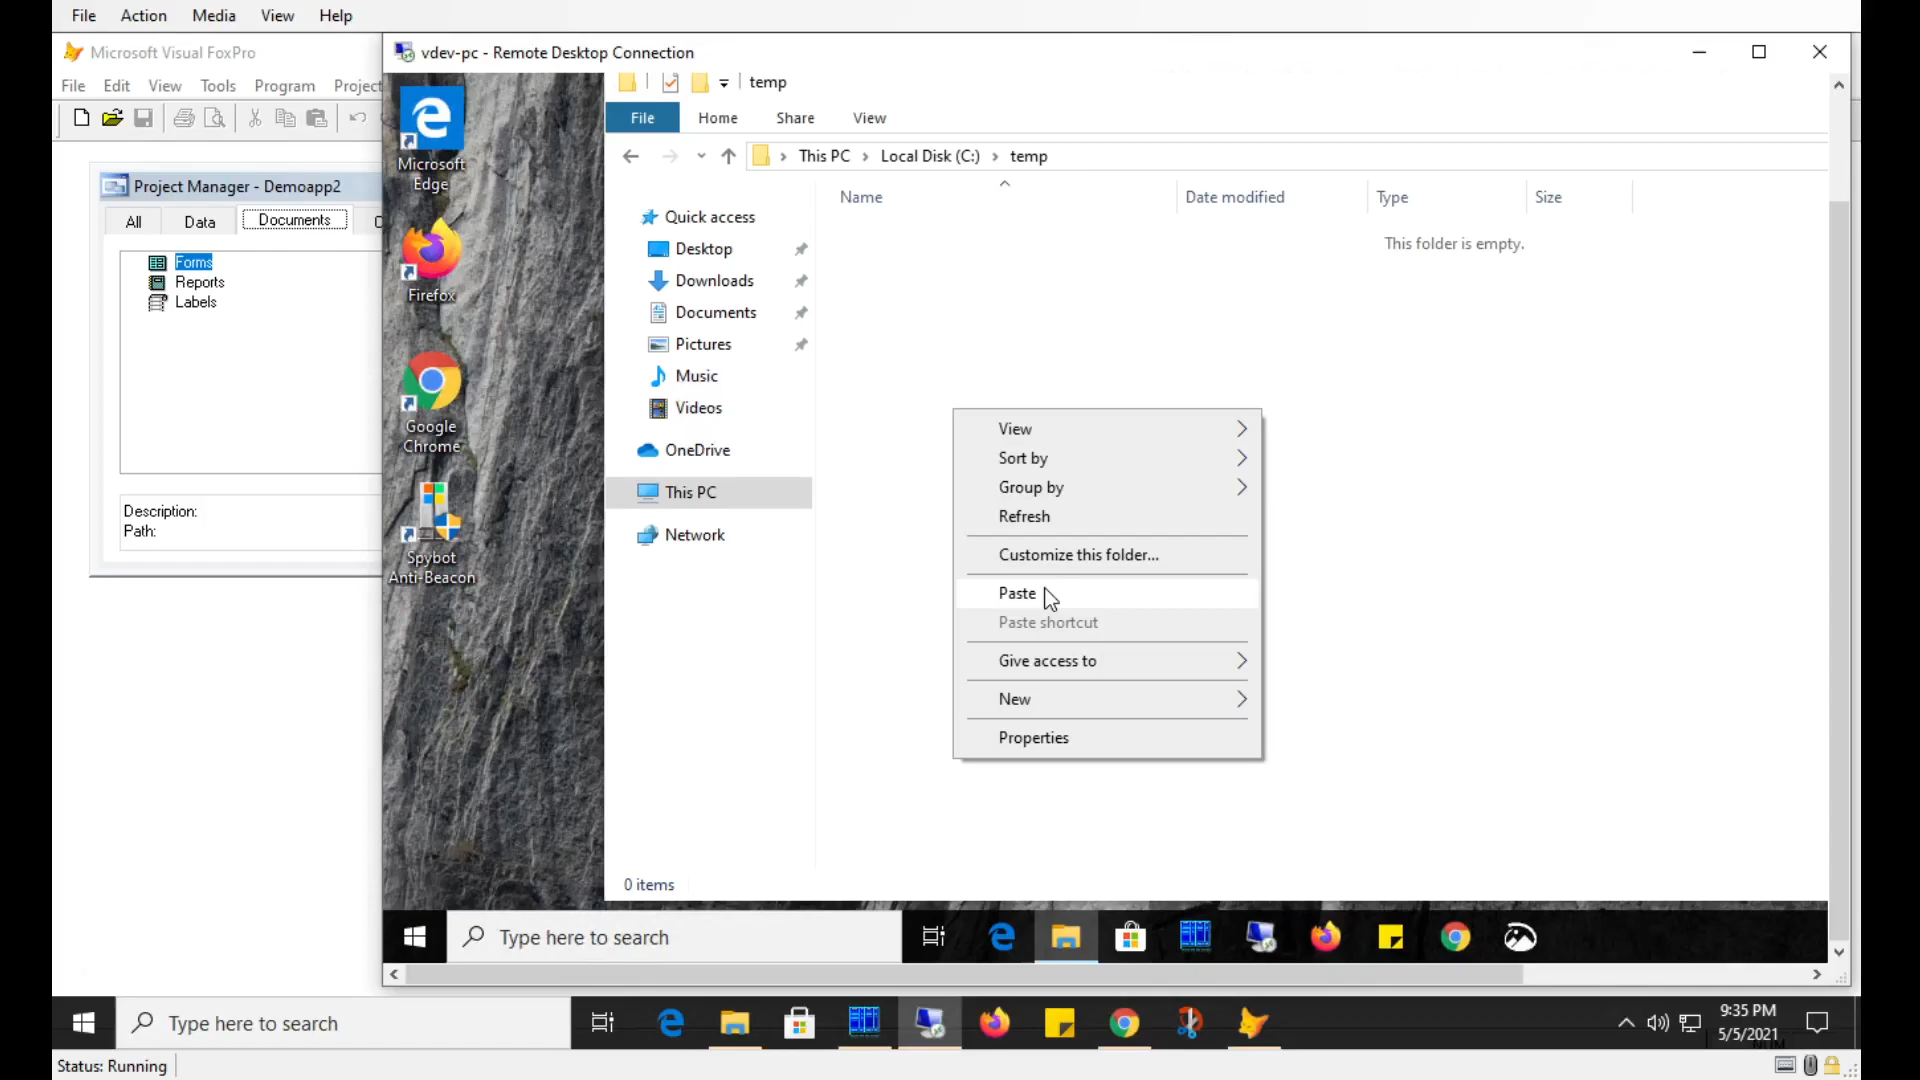 File Action Media View Help
Microsoft Visual FoxPro
File Edit View Tools Program Project
Project Manager - Demoapp2
All Data Documents
Forms
Reports
Labels
Description:
Path:
vdev-pc - Remote Desktop Connection
Microsoft
Edge
Firefox
Google
Chrome
Spybot
Anti-Beacon
temp
File Home Share View
This PC Local Disk (C:) temp
Name Date modified Type Size
This folder is empty.
Quick access
Desktop
Downloads
Documents
Pictures
Music
Videos
OneDrive
This PC
Network
View
Sort by
Group by
Refresh
Customize this folder...
Paste
Paste shortcut
Give access to
New
Properties
0 items
Type here to search
Type here to search
9:35 PM
5/5/2021
Status: Running